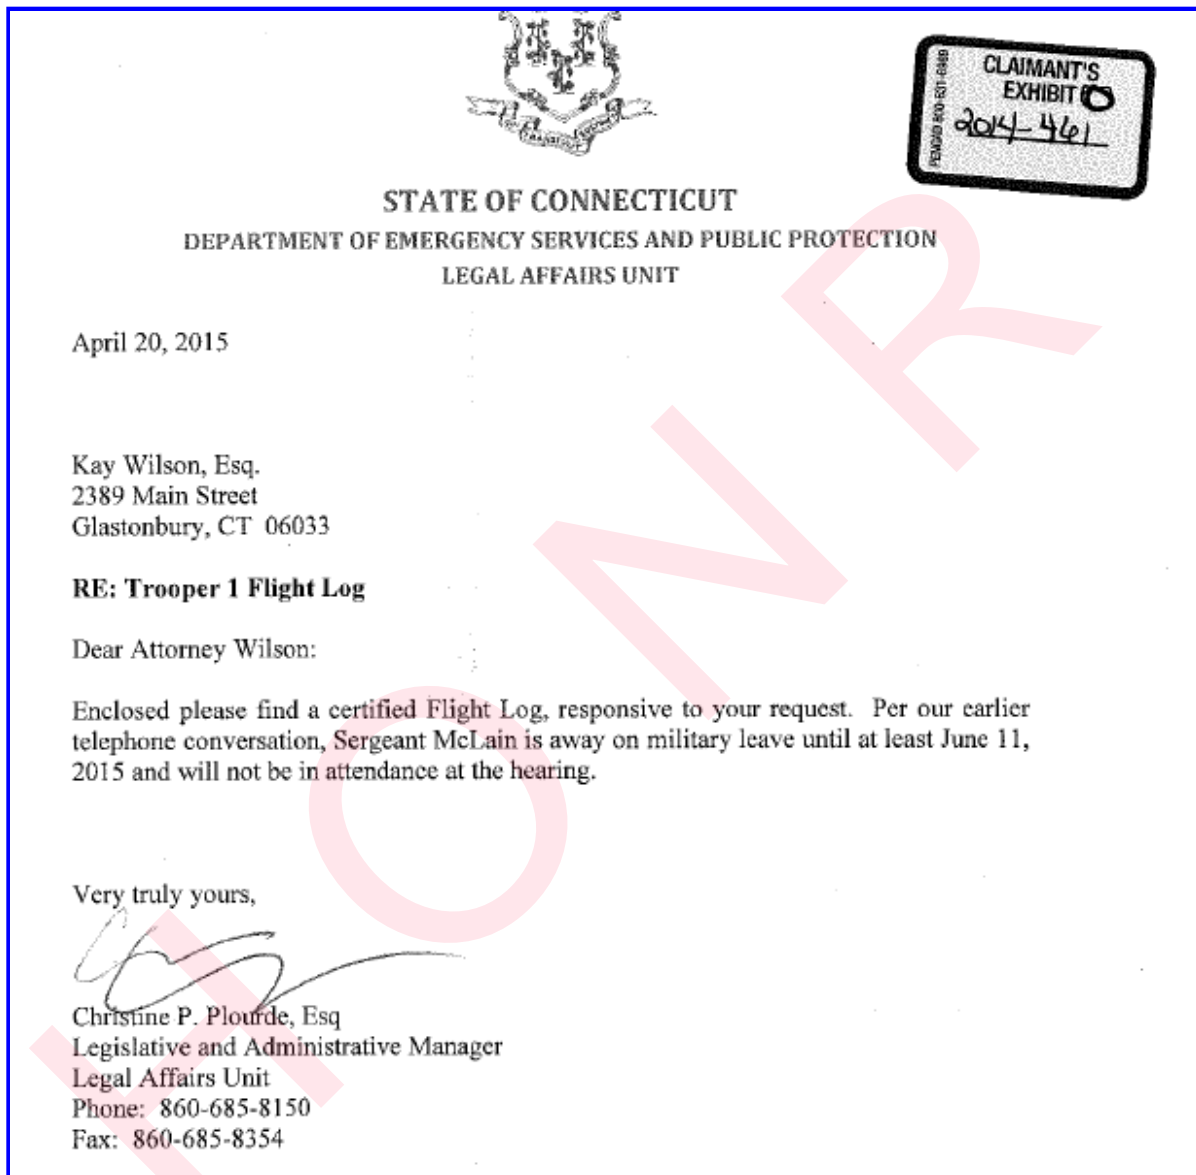 CLAIMANT'S
EXHIBIT
2014-461
STATE OF CONNECTICUT
DEPARTMENT OF EMERGENCY SERVICES AND PUBLIC PROTECTION
LEGAL AFFAIRS UNIT
April 20, 2015
Kay Wilson, Esq.
2389 Main Street
Glastonbury, CT 06033
RE: Trooper 1 Flight Log
Dear Attorney Wilson:
Enclosed please find a certified Flight Log, responsive to your request. Per our earlier
telephone conversation, Sergeant McLain is away on military leave until at least June 11,
2015 and will not be in attendance at the hearing.
Very truly yours,
Christine P. Plourde, Esq
Legislative and Administrative Manager
Legal Affairs Unit
Phone: 860-685-8150
Fax: 860-685-8354
HONR